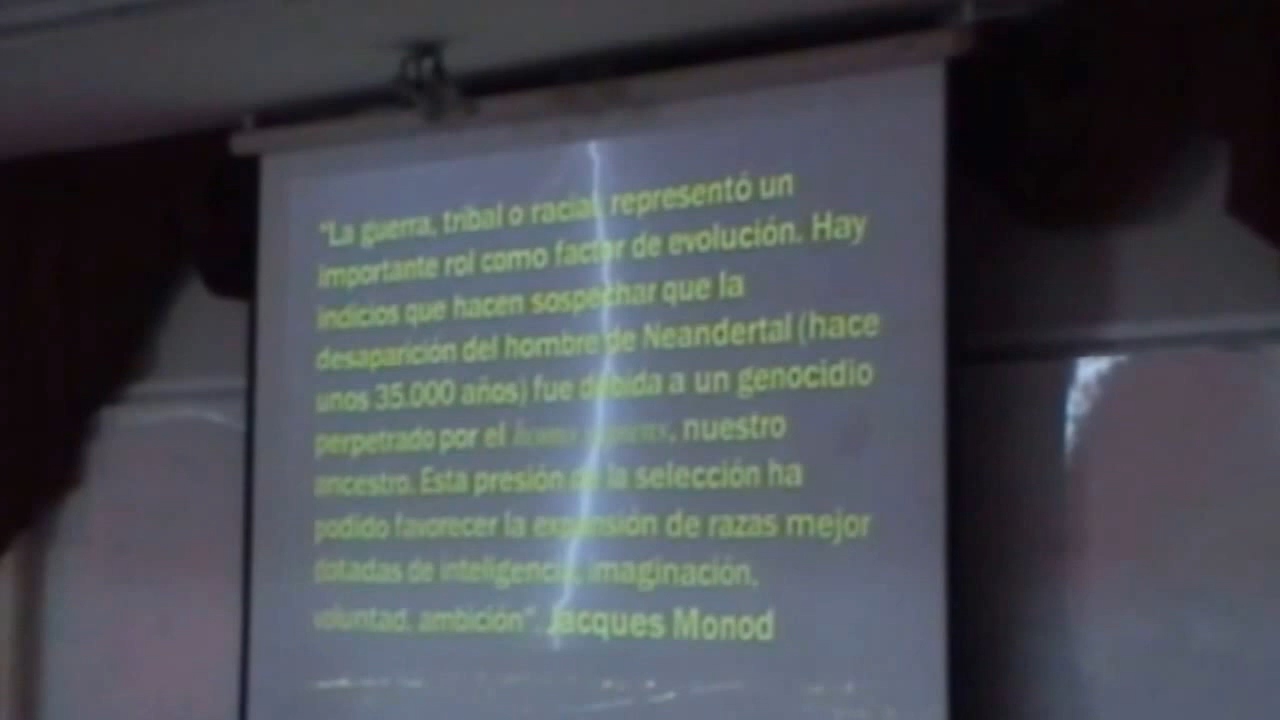 "La guerra, tribal o racial, representó un
importante rol como factor de evolución. Hay
indicios que hacen sospechar que la
desaparición del hombre de Neandertal (hace
unos 35.000 años) fue debida a un genocidio
perpetrado por el homo sapiens, nuestro
ancestro. Esta presión de la selección ha
podido favorecer la expansión de razas mejor
dotadas de inteligencia, imaginación,
voluntad, ambición". Jacques Monod